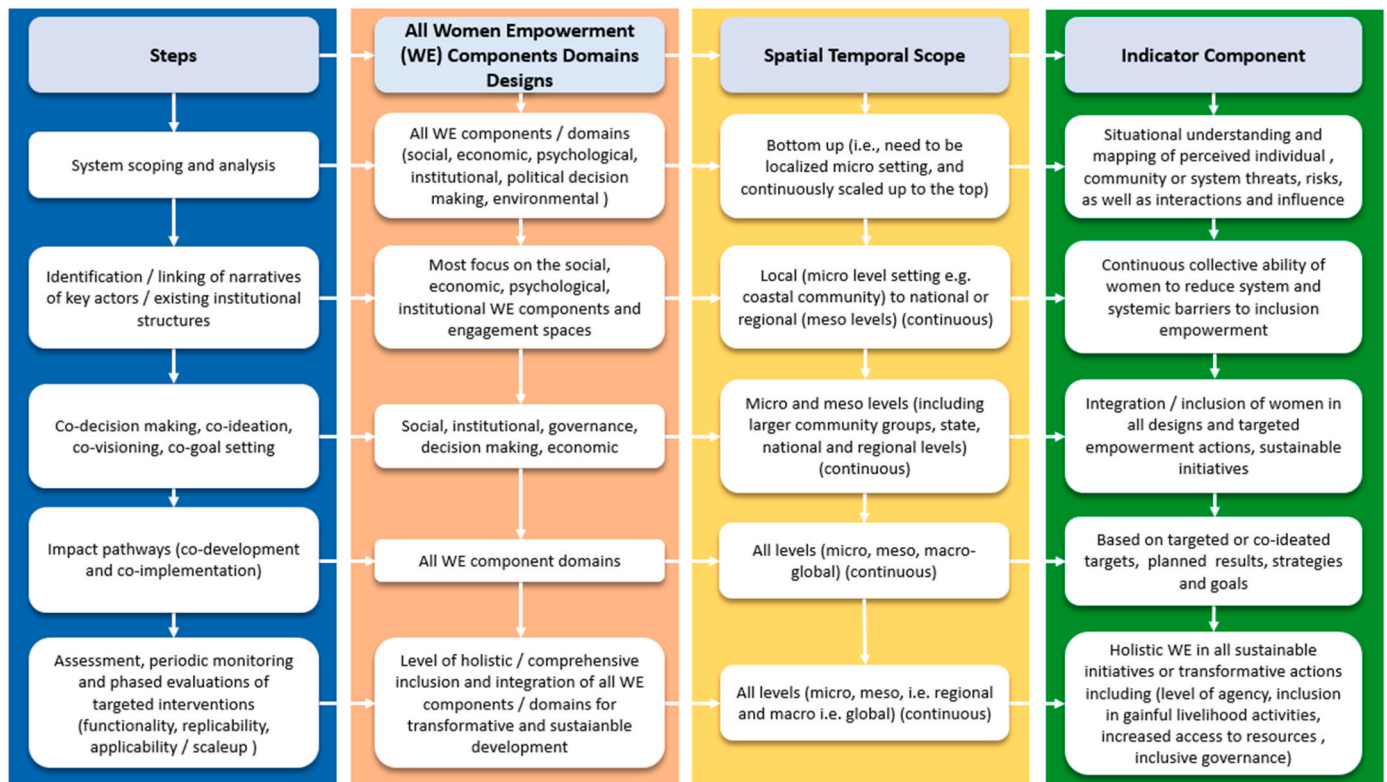 Steps
All Women Empowerment
(WE) Components Domains
Designs
Spatial Temporal Scope
Indicator Component
System scoping and analysis
All WE components / domains
(social, economic, psychological,
institutional, political decision
making, environmental )
Bottom up (i.e., need to be
localized micro setting, and
continuously scaled up to the top)
Situational understanding and
mapping of perceived individual ,
community or system threats, risks,
as well as interactions and influence
Identification / linking of narratives
of key actors / existing institutional
structures
Most focus on the social,
economic, psychological,
institutional WE components and
engagement spaces
Local (micro level setting e.g.
coastal community) to national or
regional (meso levels) (continuous)
Continuous collective ability of
women to reduce system and
systemic barriers to inclusion
empowerment
Co-decision making, co-ideation,
co-visioning, co-goal setting
Social, institutional, governance,
decision making, economic
Micro and meso levels (including
larger community groups, state,
national and regional levels)
(continuous)
Integration / inclusion of women in
all designs and targeted
empowerment actions, sustainable
initiatives
Impact pathways (co-development
and co-implementation)
All WE component domains
All levels (micro, meso, macro-
global) (continuous)
Based on targeted or co-ideated
targets, planned results, strategies
and goals
Assessment, periodic monitoring
and phased evaluations of
targeted interventions
(functionality, replicability,
applicability / scaleup )
Level of holistic / comprehensive
inclusion and integration of all WE
components / domains for
transformative and sustaianble
development
All levels (micro, meso, i.e. regional
and macro i.e. global) (continuous)
Holistic WE in all sustainable
initiatives or transformative actions
including (level of agency, inclusion
in gainful livelihood activities,
increased access to resources ,
inclusive governance)